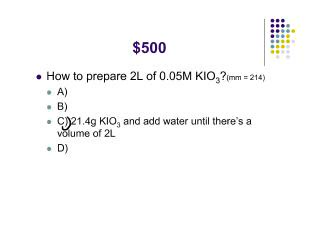 $500
How to prepare 2L of 0.05M KIO₃?(mm = 214)
A)
B)
C) 21.4g KIO₃ and add water until there's a
volume of 2L
D)